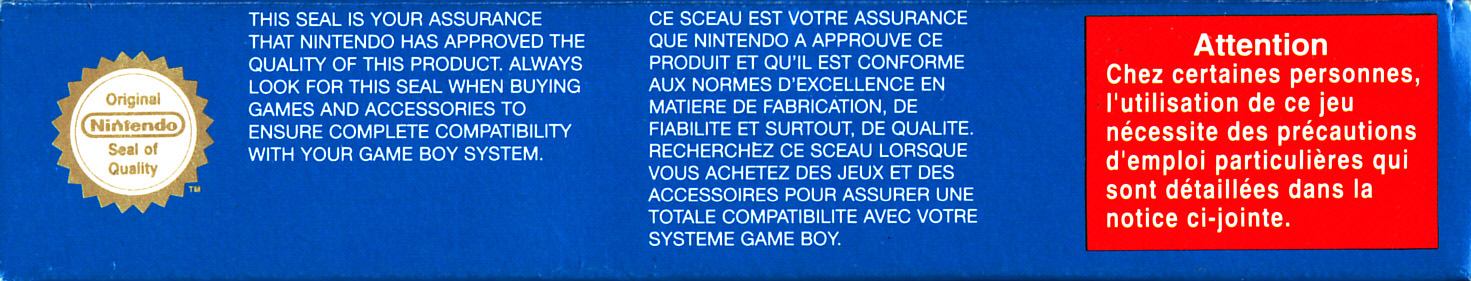 Original
Nintendo
Seal of
Quality
TM
THIS SEAL IS YOUR ASSURANCE
THAT NINTENDO HAS APPROVED THE
QUALITY OF THIS PRODUCT. ALWAYS
LOOK FOR THIS SEAL WHEN BUYING
GAMES AND ACCESSORIES TO
ENSURE COMPLETE COMPATIBILITY
WITH YOUR GAME BOY SYSTEM.
CE SCEAU EST VOTRE ASSURANCE
QUE NINTENDO A APPROUVE CE
PRODUIT ET QU'IL EST CONFORME
AUX NORMES D'EXCELLENCE EN
MATIERE DE FABRICATION, DE
FIABILITE ET SURTOUT, DE QUALITE.
RECHERCHEZ CE SCEAU LORSQUE
VOUS ACHETEZ DES JEUX ET DES
ACCESSOIRES POUR ASSURER UNE
TOTALE COMPATIBILITE AVEC VOTRE
SYSTEME GAME BOY.
Attention
Chez certaines personnes,
l'utilisation de ce jeu
nécessite des précautions
d'emploi particulières qui
sont détaillées dans la
notice ci-jointe.